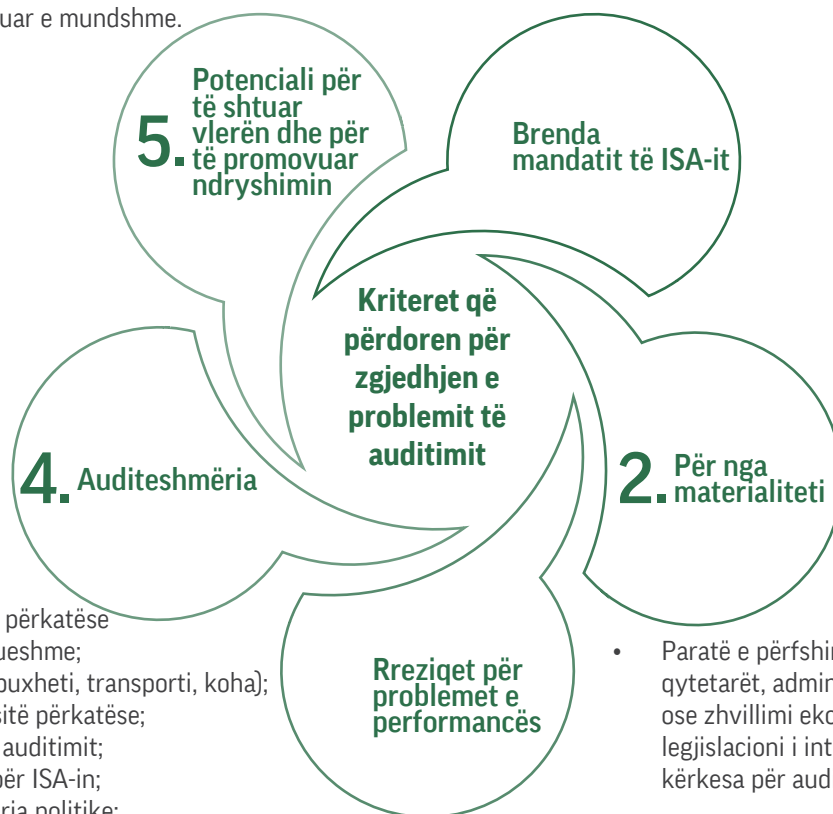 uar e mundshme.
5. Potenciali për
të shtuar
vlerën dhe për
të promovuar
ndryshimin
Brenda
mandatit të ISA-it
Kriteret që
përdoren për
zgjedhjen e
problemit të
auditimit
4. Auditeshmëria
2. Për nga
materialiteti
Rreziqet për
problemet e
performancës
përkatëse
ueshme;
buxheti, transporti, koha);
sitë përkatëse;
auditimit;
për ISA-in;
ria politike;
• Paratë e përfshir
qytetarët, admin
ose zhvillimi eko
legjislacioni i int
kërkesa për aud